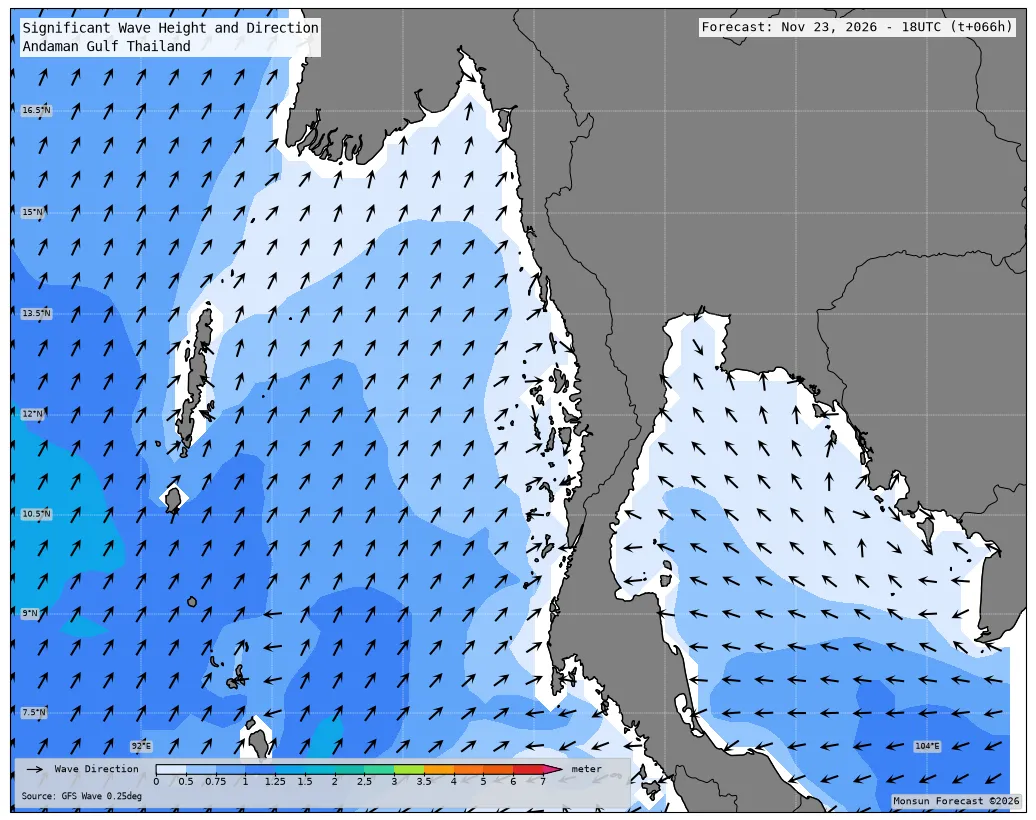 Significant Wave Height and Direction
Andaman Gulf Thailand
Forecast: Nov 23, 2026 - 18UTC (t+066h)
16.5°N
15°N
13.5°N
12°N
10.5°N
9°N
7.5°N
92°E
104°E
Wave Direction
meter
0 0.5 0.75 1 1.25 1.5 2 2.5 3 3.5 4 5 6 7
Source: GFS Wave 0.25deg
Monsun Forecast ©2026